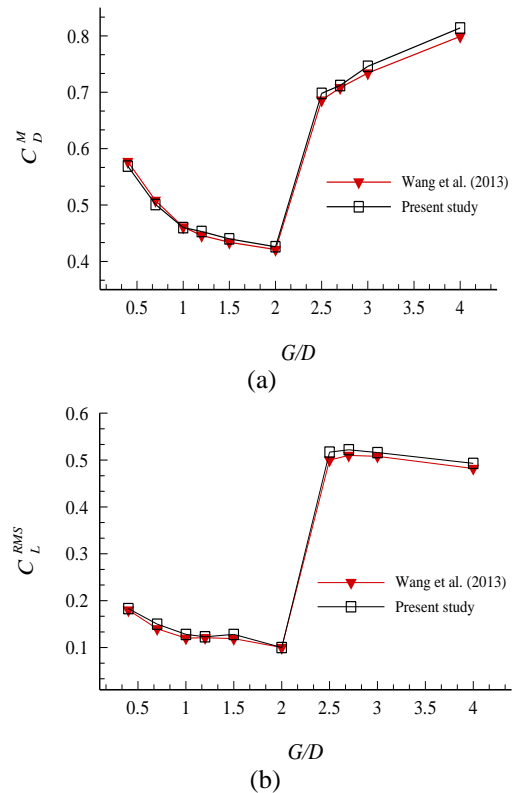 0.8
0.7
0.6
0.5
0.4
C_D^M
Wang et al. (2013)
Present study
0.5 1 1.5 2 2.5 3 3.5 4
G/D
(a)
0.6
0.5
0.4
0.3
0.2
0.1
C_L^RMS
Wang et al. (2013)
Present study
0.5 1 1.5 2 2.5 3 3.5 4
G/D
(b)